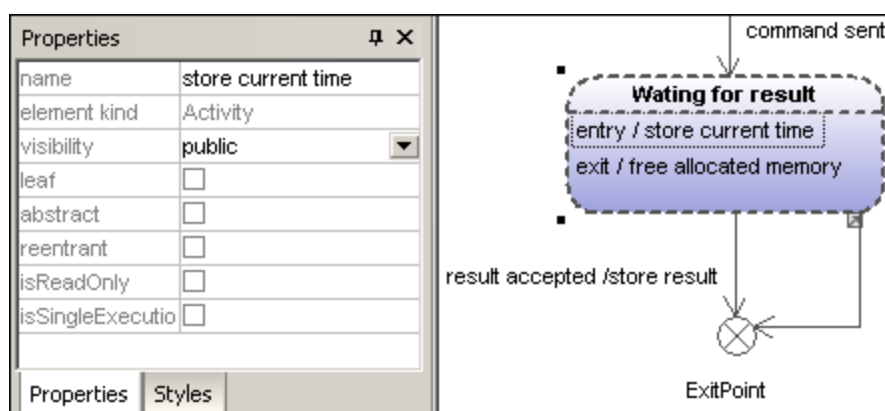 Properties
name store current time
element kind Activity
visibility public
leaf
abstract
reentrant
isReadOnly
isSingleExecutio
Properties Styles
command sent
Wating for result
entry / store current time
exit / free allocated memory
result accepted /store result
ExitPoint